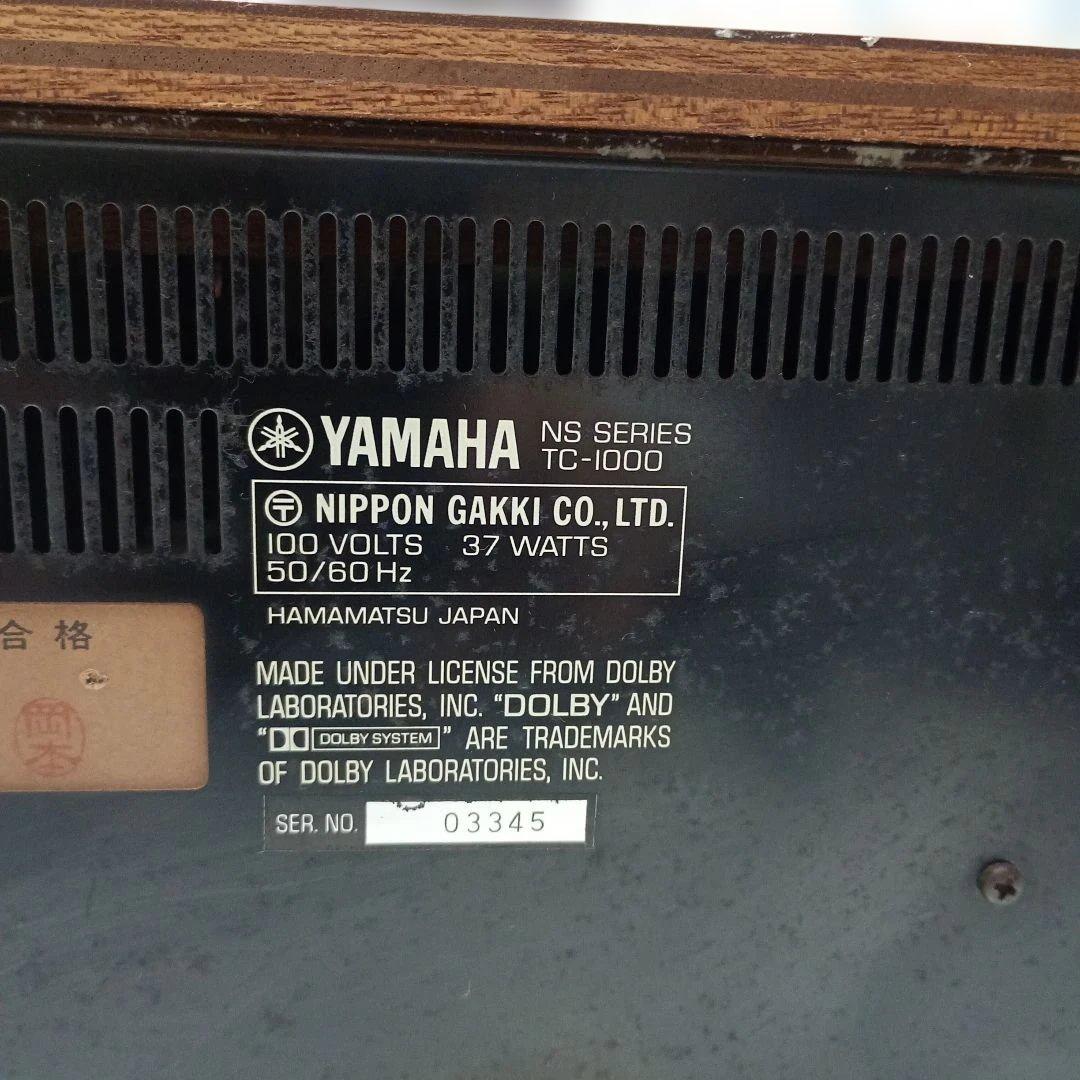 YAMAHA NS SERIES
TC-1000
〒 NIPPON GAKKI CO., LTD.
100 VOLTS 37 WATTS
50/60 Hz
HAMAMATSU JAPAN
合格
MADE UNDER LICENSE FROM DOLBY
LABORATORIES, INC. “DOLBY” AND
“DOLBY SYSTEM” ARE TRADEMARKS
OF DOLBY LABORATORIES, INC.
SER. NO. 03345